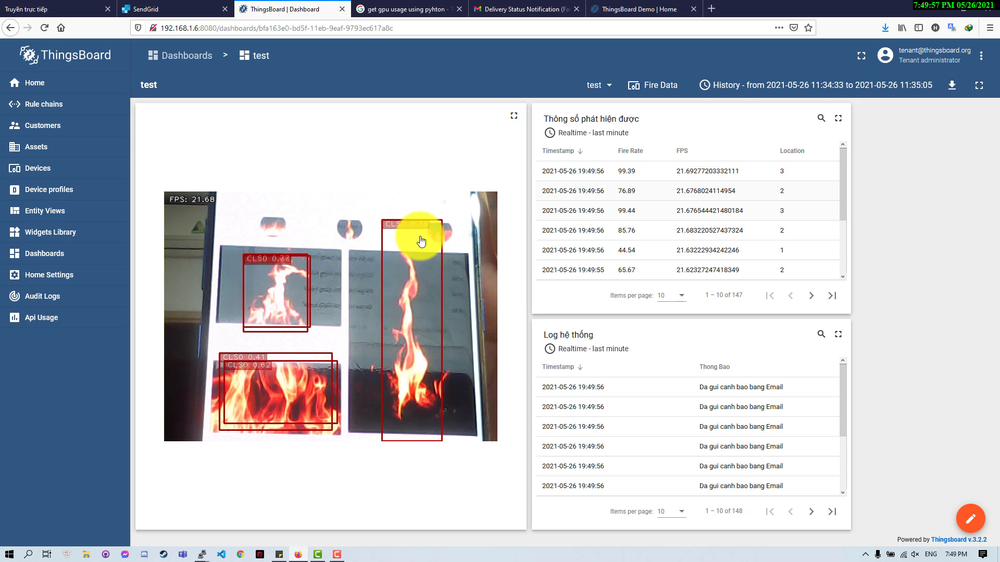 Truyền trực tiếp
SendGrid
ThingsBoard | Dashboard
get gpu usage using pyhton - T
Delivery Status Notification (Fai
ThingsBoard Demo | Home
7:49:57 PM 05/26/2021
192.168.1.6:8080/dashboards/bfa163e0-bd5f-11eb-9eaf-9793ec617a8c
ThingsBoard
Dashboards > test
tenant@thingsboard.org
Tenant administrator
test
test
Fire Data
History - from 2021-05-26 11:34:33 to 2021-05-26 11:35:05
Home
Rule chains
Customers
Assets
Devices
Device profiles
Entity Views
Widgets Library
Dashboards
Home Settings
Audit Logs
Api Usage
FPS: 21.68
CLS0 0.76
CLS0 0.77
CLS0 0.41
CLS0 0.62
Thông số phát hiện được
Realtime - last minute
Timestamp Fire Rate FPS Location
2021-05-26 19:49:56 99.39 21.69277203332111 3
2021-05-26 19:49:56 76.89 21.6768024114954 2
2021-05-26 19:49:56 99.44 21.676544421480184 3
2021-05-26 19:49:56 85.76 21.683220527437324 2
2021-05-26 19:49:56 44.54 21.63222934242246 1
2021-05-26 19:49:55 65.67 21.62327247418349 2
Items per page: 10 1 – 10 of 147
Log hệ thống
Realtime - last minute
Timestamp Thong Bao
2021-05-26 19:49:56 Da gui canh bao bang Email
2021-05-26 19:49:56 Da gui canh bao bang Email
2021-05-26 19:49:56 Da gui canh bao bang Email
2021-05-26 19:49:56 Da gui canh bao bang Email
2021-05-26 19:49:56 Da gui canh bao bang Email
2021-05-26 19:49:56 Da gui canh bao bang Email
Items per page: 10 1 – 10 of 148
Powered by Thingsboard v.3.2.2
ENG
7:49 PM